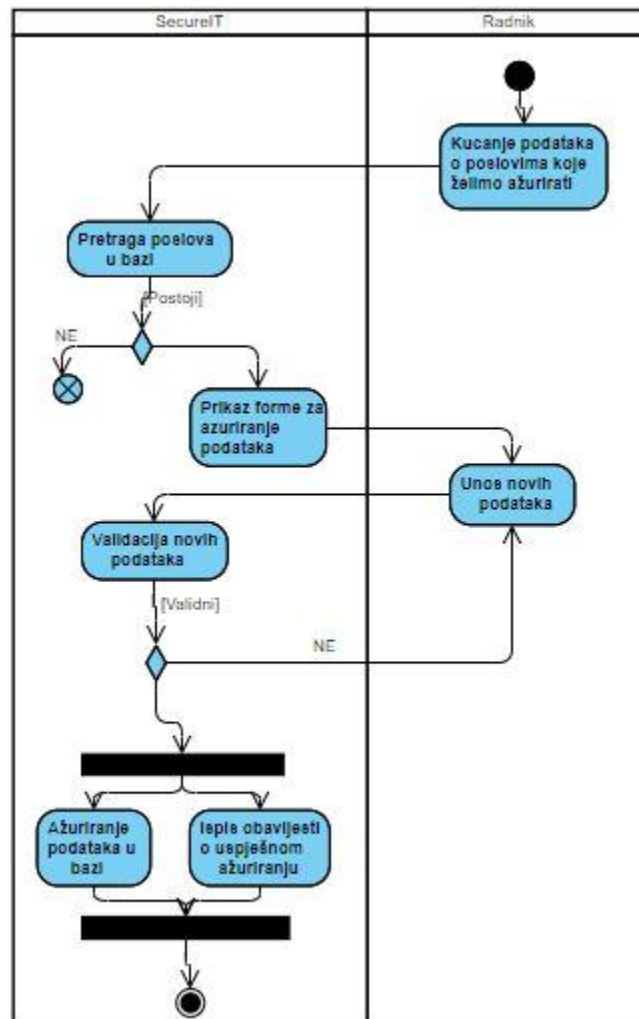 SecureIT
Radnik
Kucanje podataka
o poslovima koje
želimo ažurirati
Pretraga poslova
u bazi
[Postoji]
NE
Prikaz forme za
azuriranje
podataka
Unos novih
podataka
Validacija novih
podataka
[Validni]
NE
Ažuriranje
podataka u
bazi
Ispis obavijesti
o uspješnom
ažuriranju